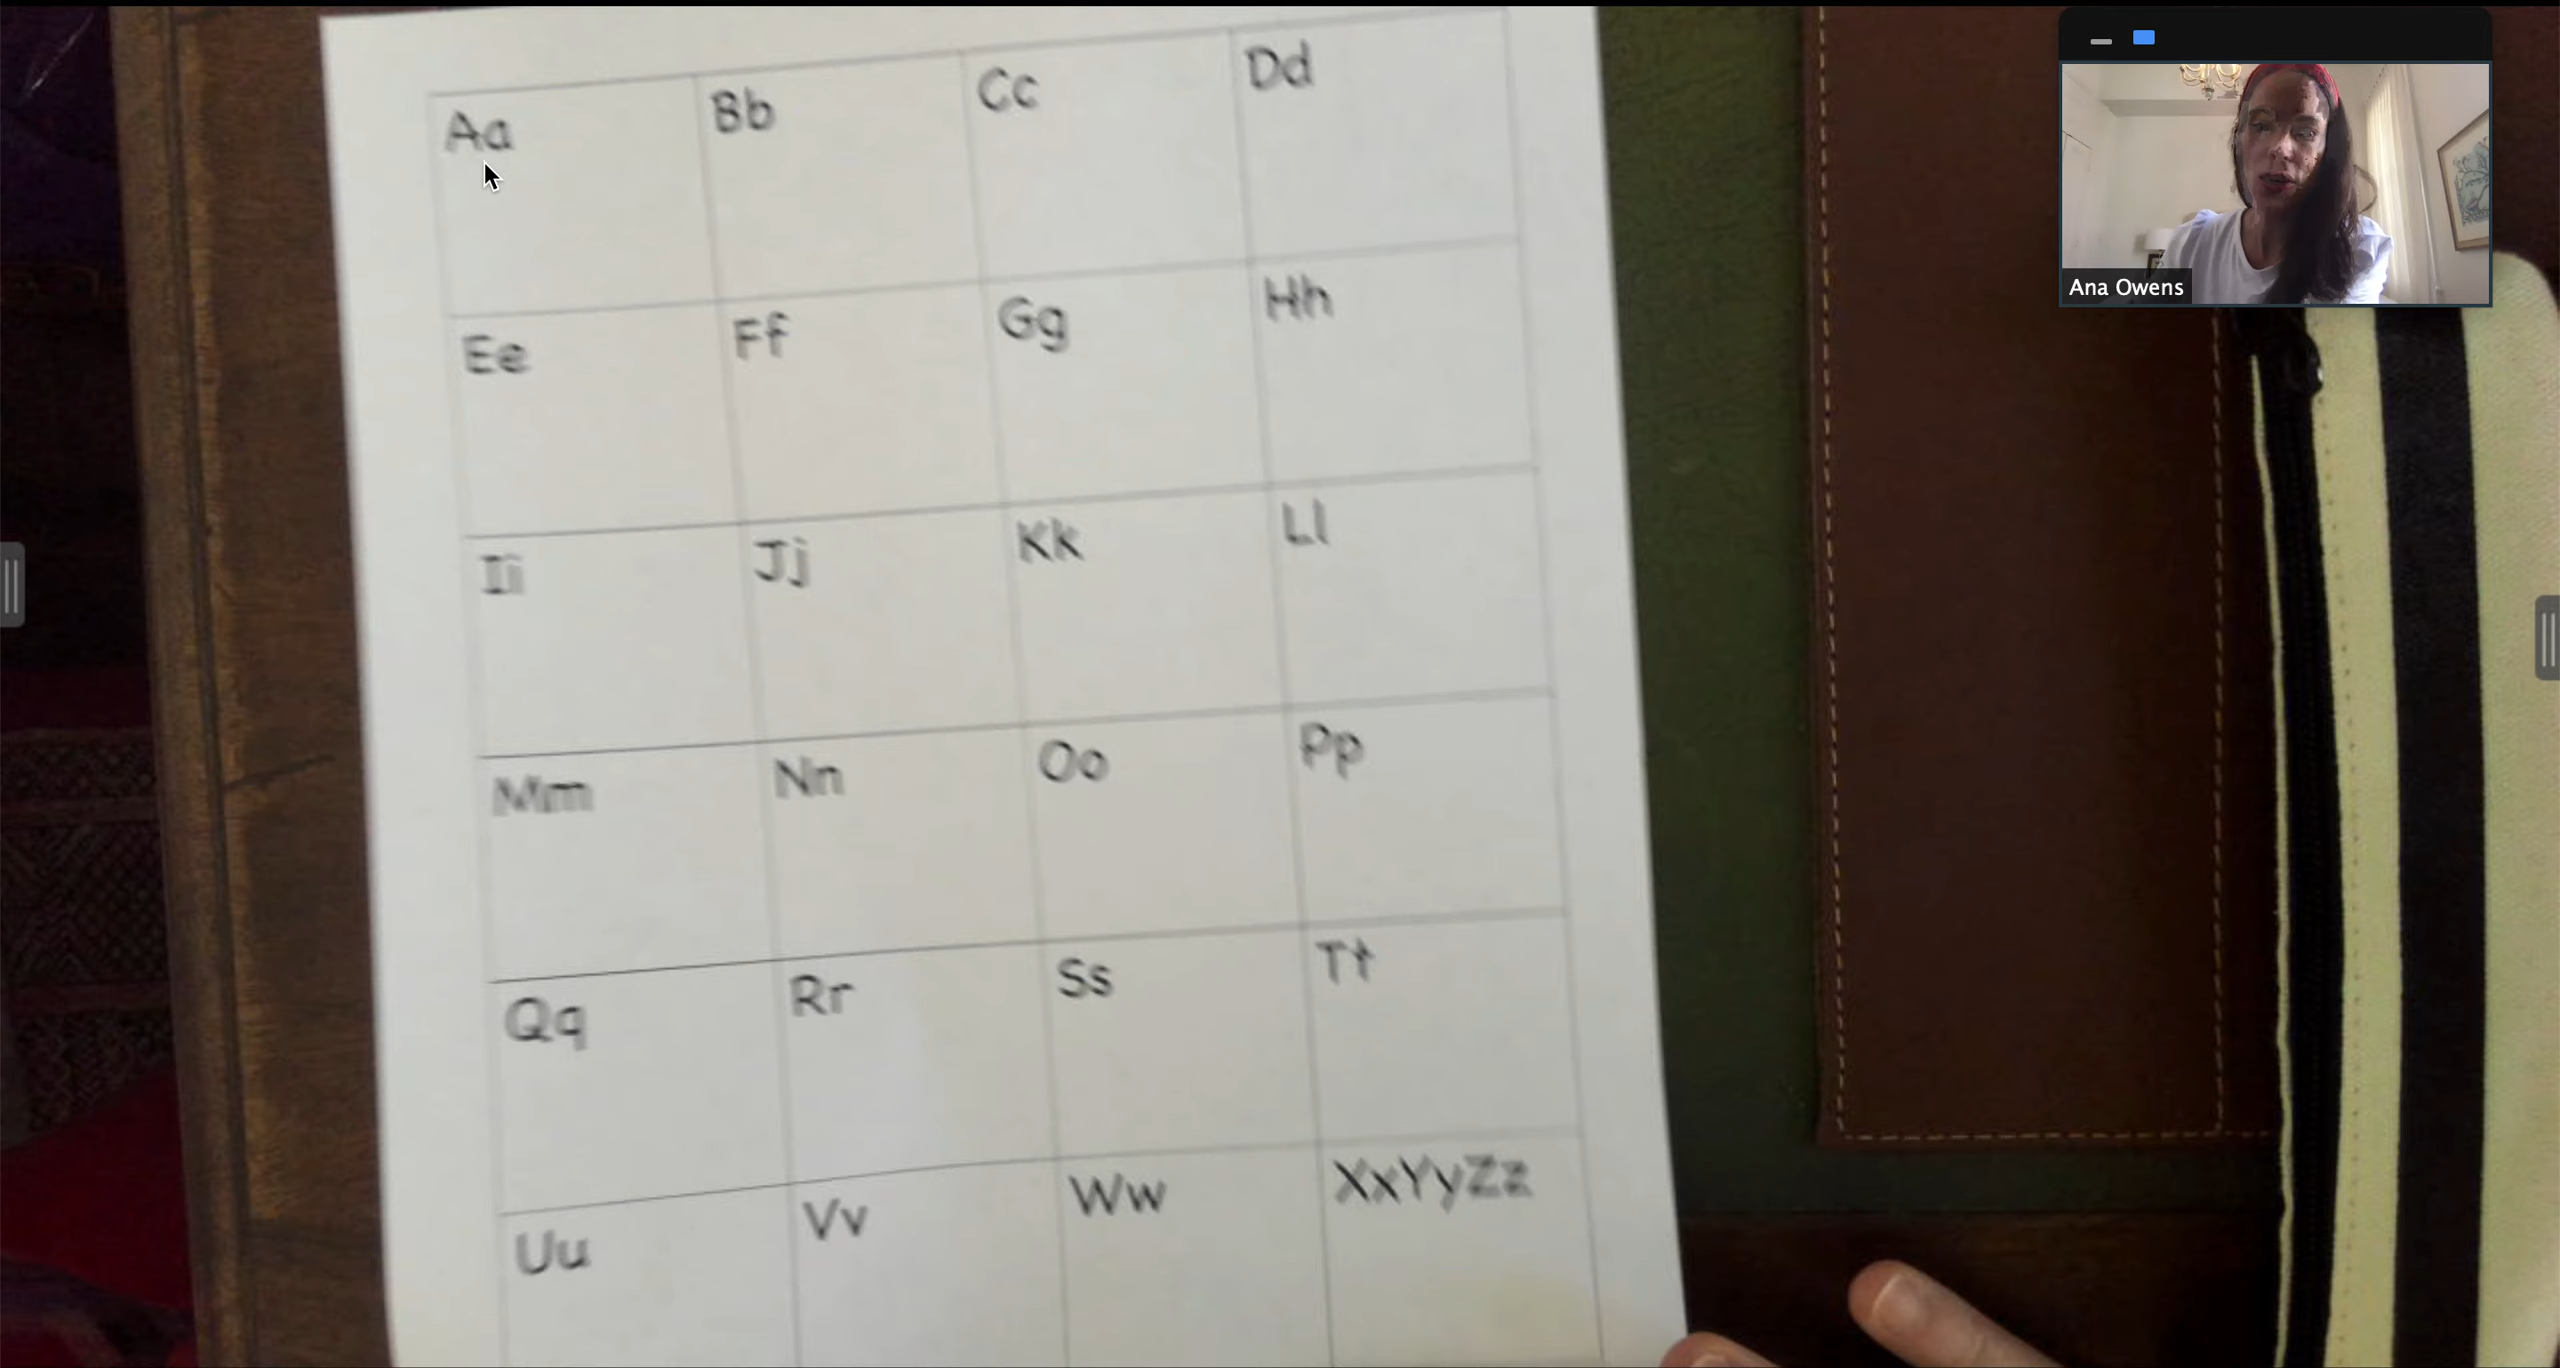 Aa Bb Cc Dd
Ee Ff Gg Hh
Ii Jj Kk Ll
Mm Nn Oo Pp
Qq Rr Ss Tt
Uu Vv Ww XxYyZz
Ana Owens